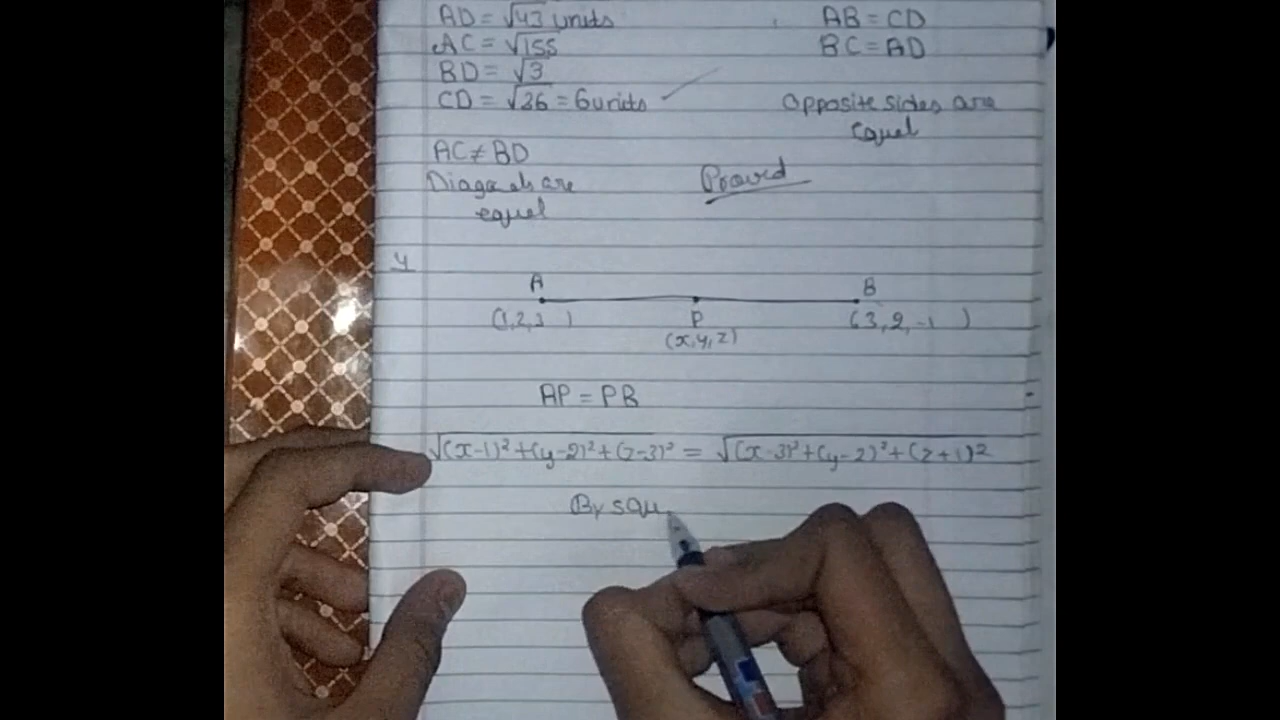 AD = √43 units
AB = CD
AC = √155
BC = AD
BD = √3
CD = √36 = 6 units
Opposite sides are
equal
AC ≠ BD
Diagonals are
equal
Proved
4
A
B
(1,2,3 )
P
(3, 2, -1 )
(x,y,z)
AP = PB
√(x-1)²+(y-2)²+(z-3)² = √(x-3)²+(y-2)²+(z+1)²
By squ